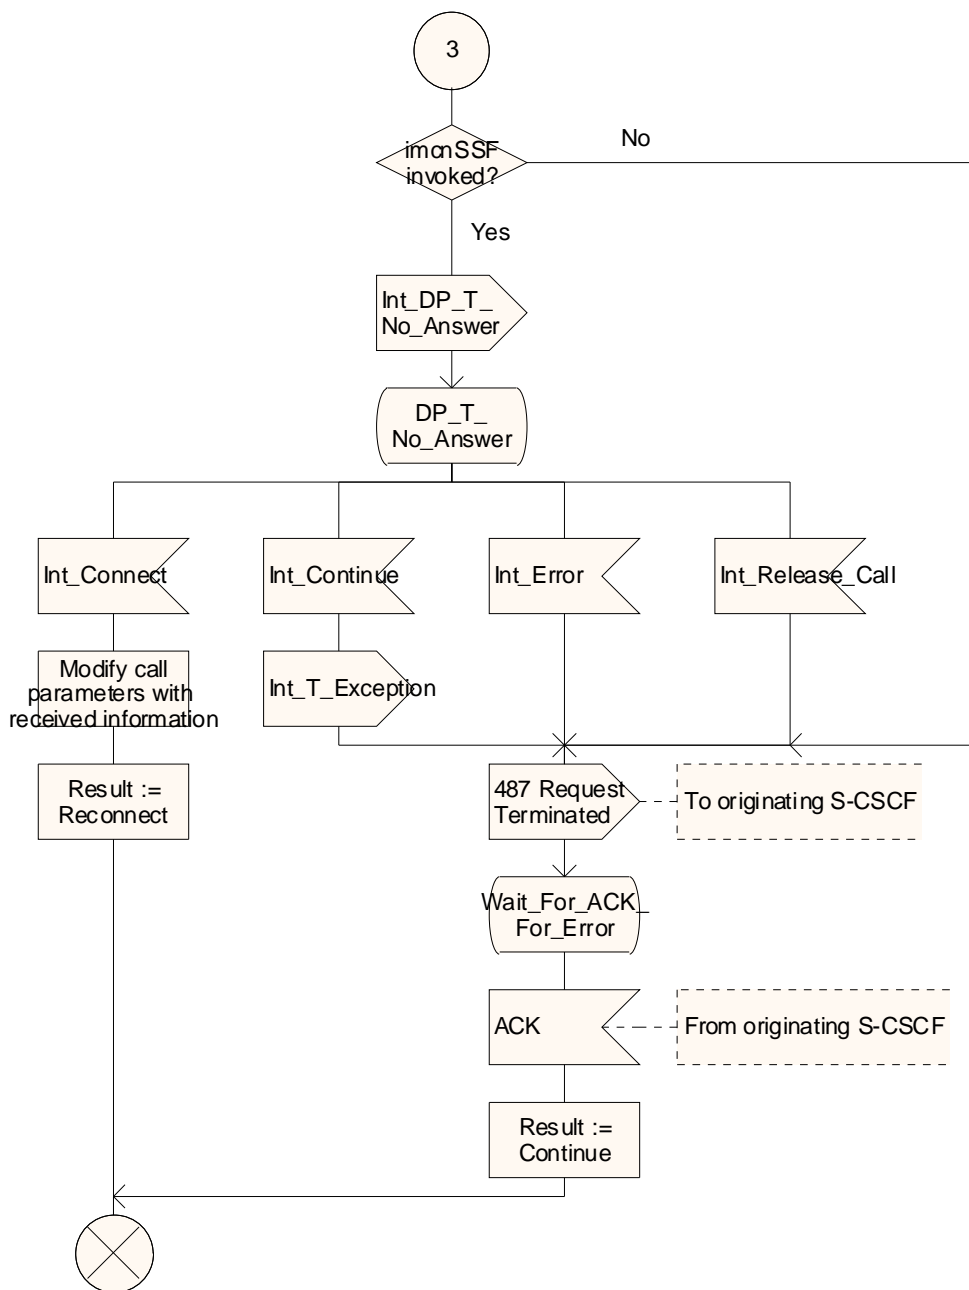 3
imcnSSF
invoked?
No
Yes
Int_DP_T_
No_Answer
DP_T_
No_Answer
Int_Connect
Int_Continue
Int_Error
Int_Release_Call
Modify call
parameters with
received information
Int_T_Exception
Result :=
Reconnect
487 Request
Terminated
To originating S-CSCF
Wait_For_ACK_
For_Error
ACK
From originating S-CSCF
Result :=
Continue